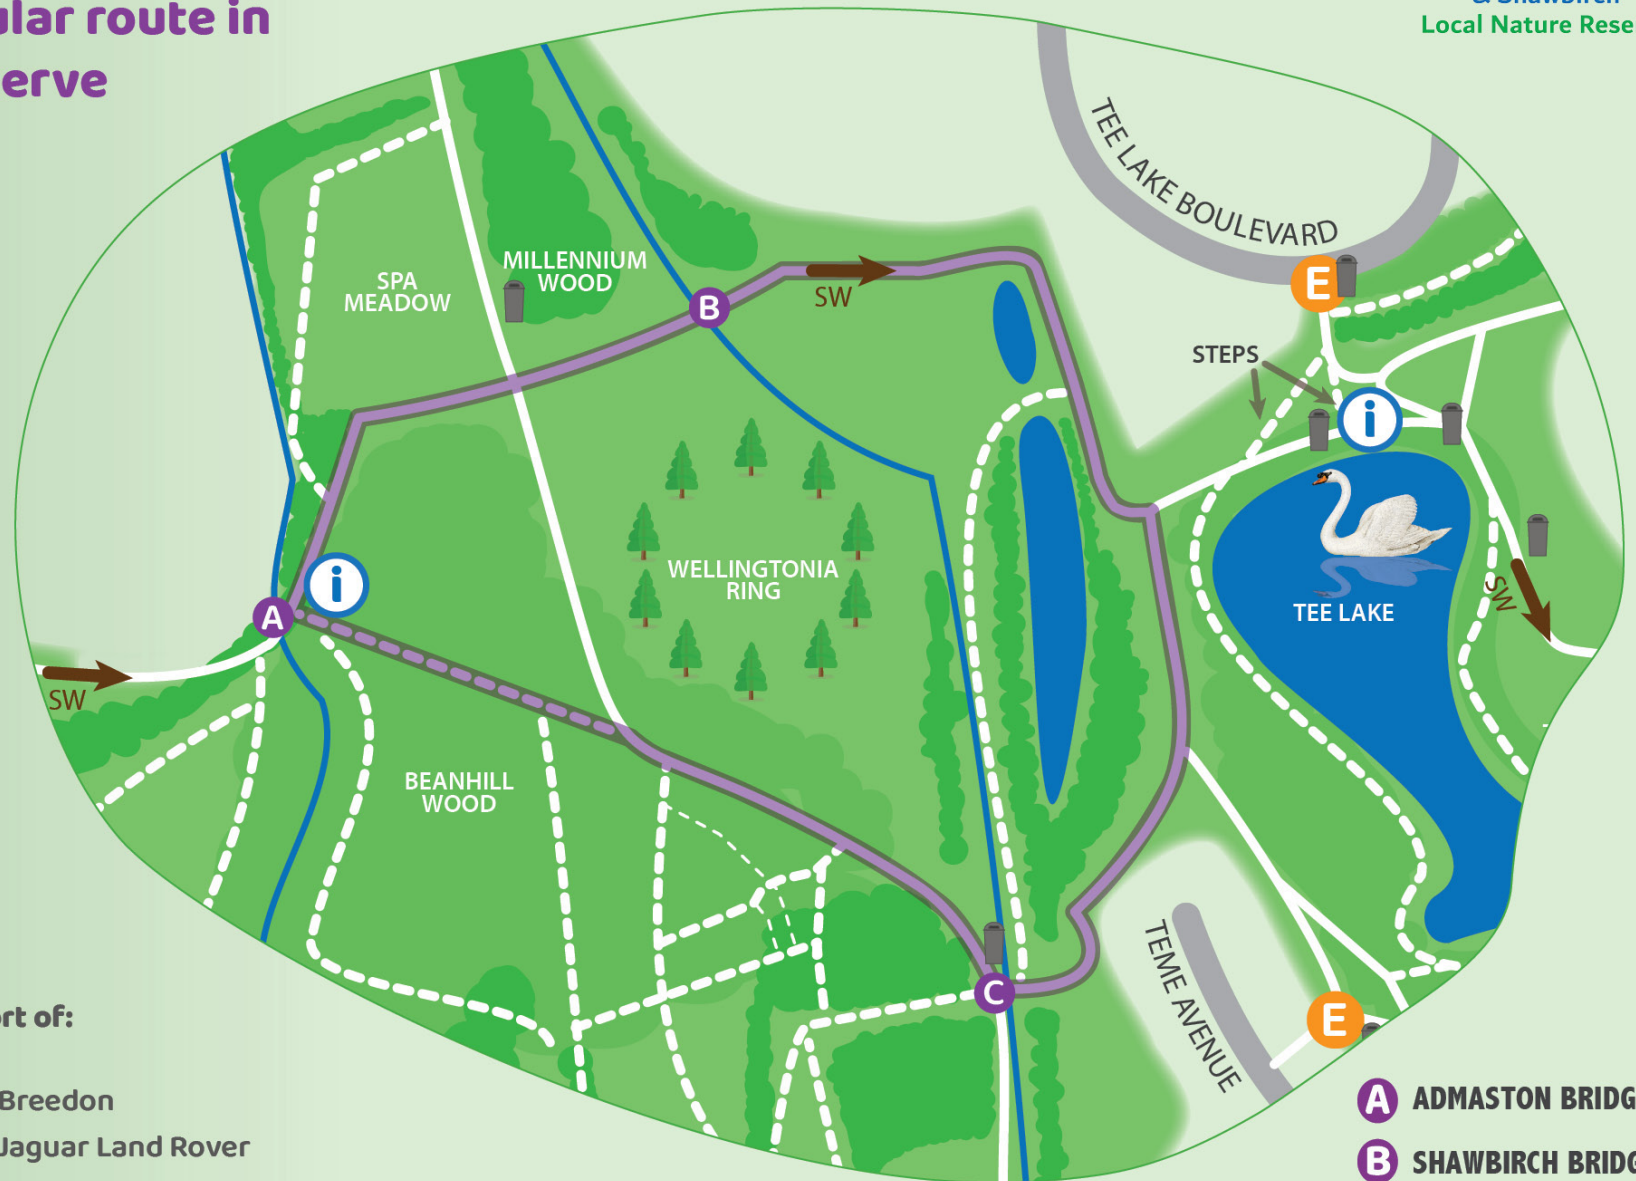 ular route in
erve
Local Nature Rese
TEE LAKE BOULEVARD
E
SPA
MEADOW
MILLENNIUM
WOOD
B
SW
STEPS
i
WELLINGTONIA
RING
TEE LAKE
SW
i
A
SW
BEANHILL
WOOD
C
TEME AVENUE
E
rt of:
Breedon
Jaguar Land Rover
A ADMASTON BRIDG
B SHAWBIRCH BRIDG